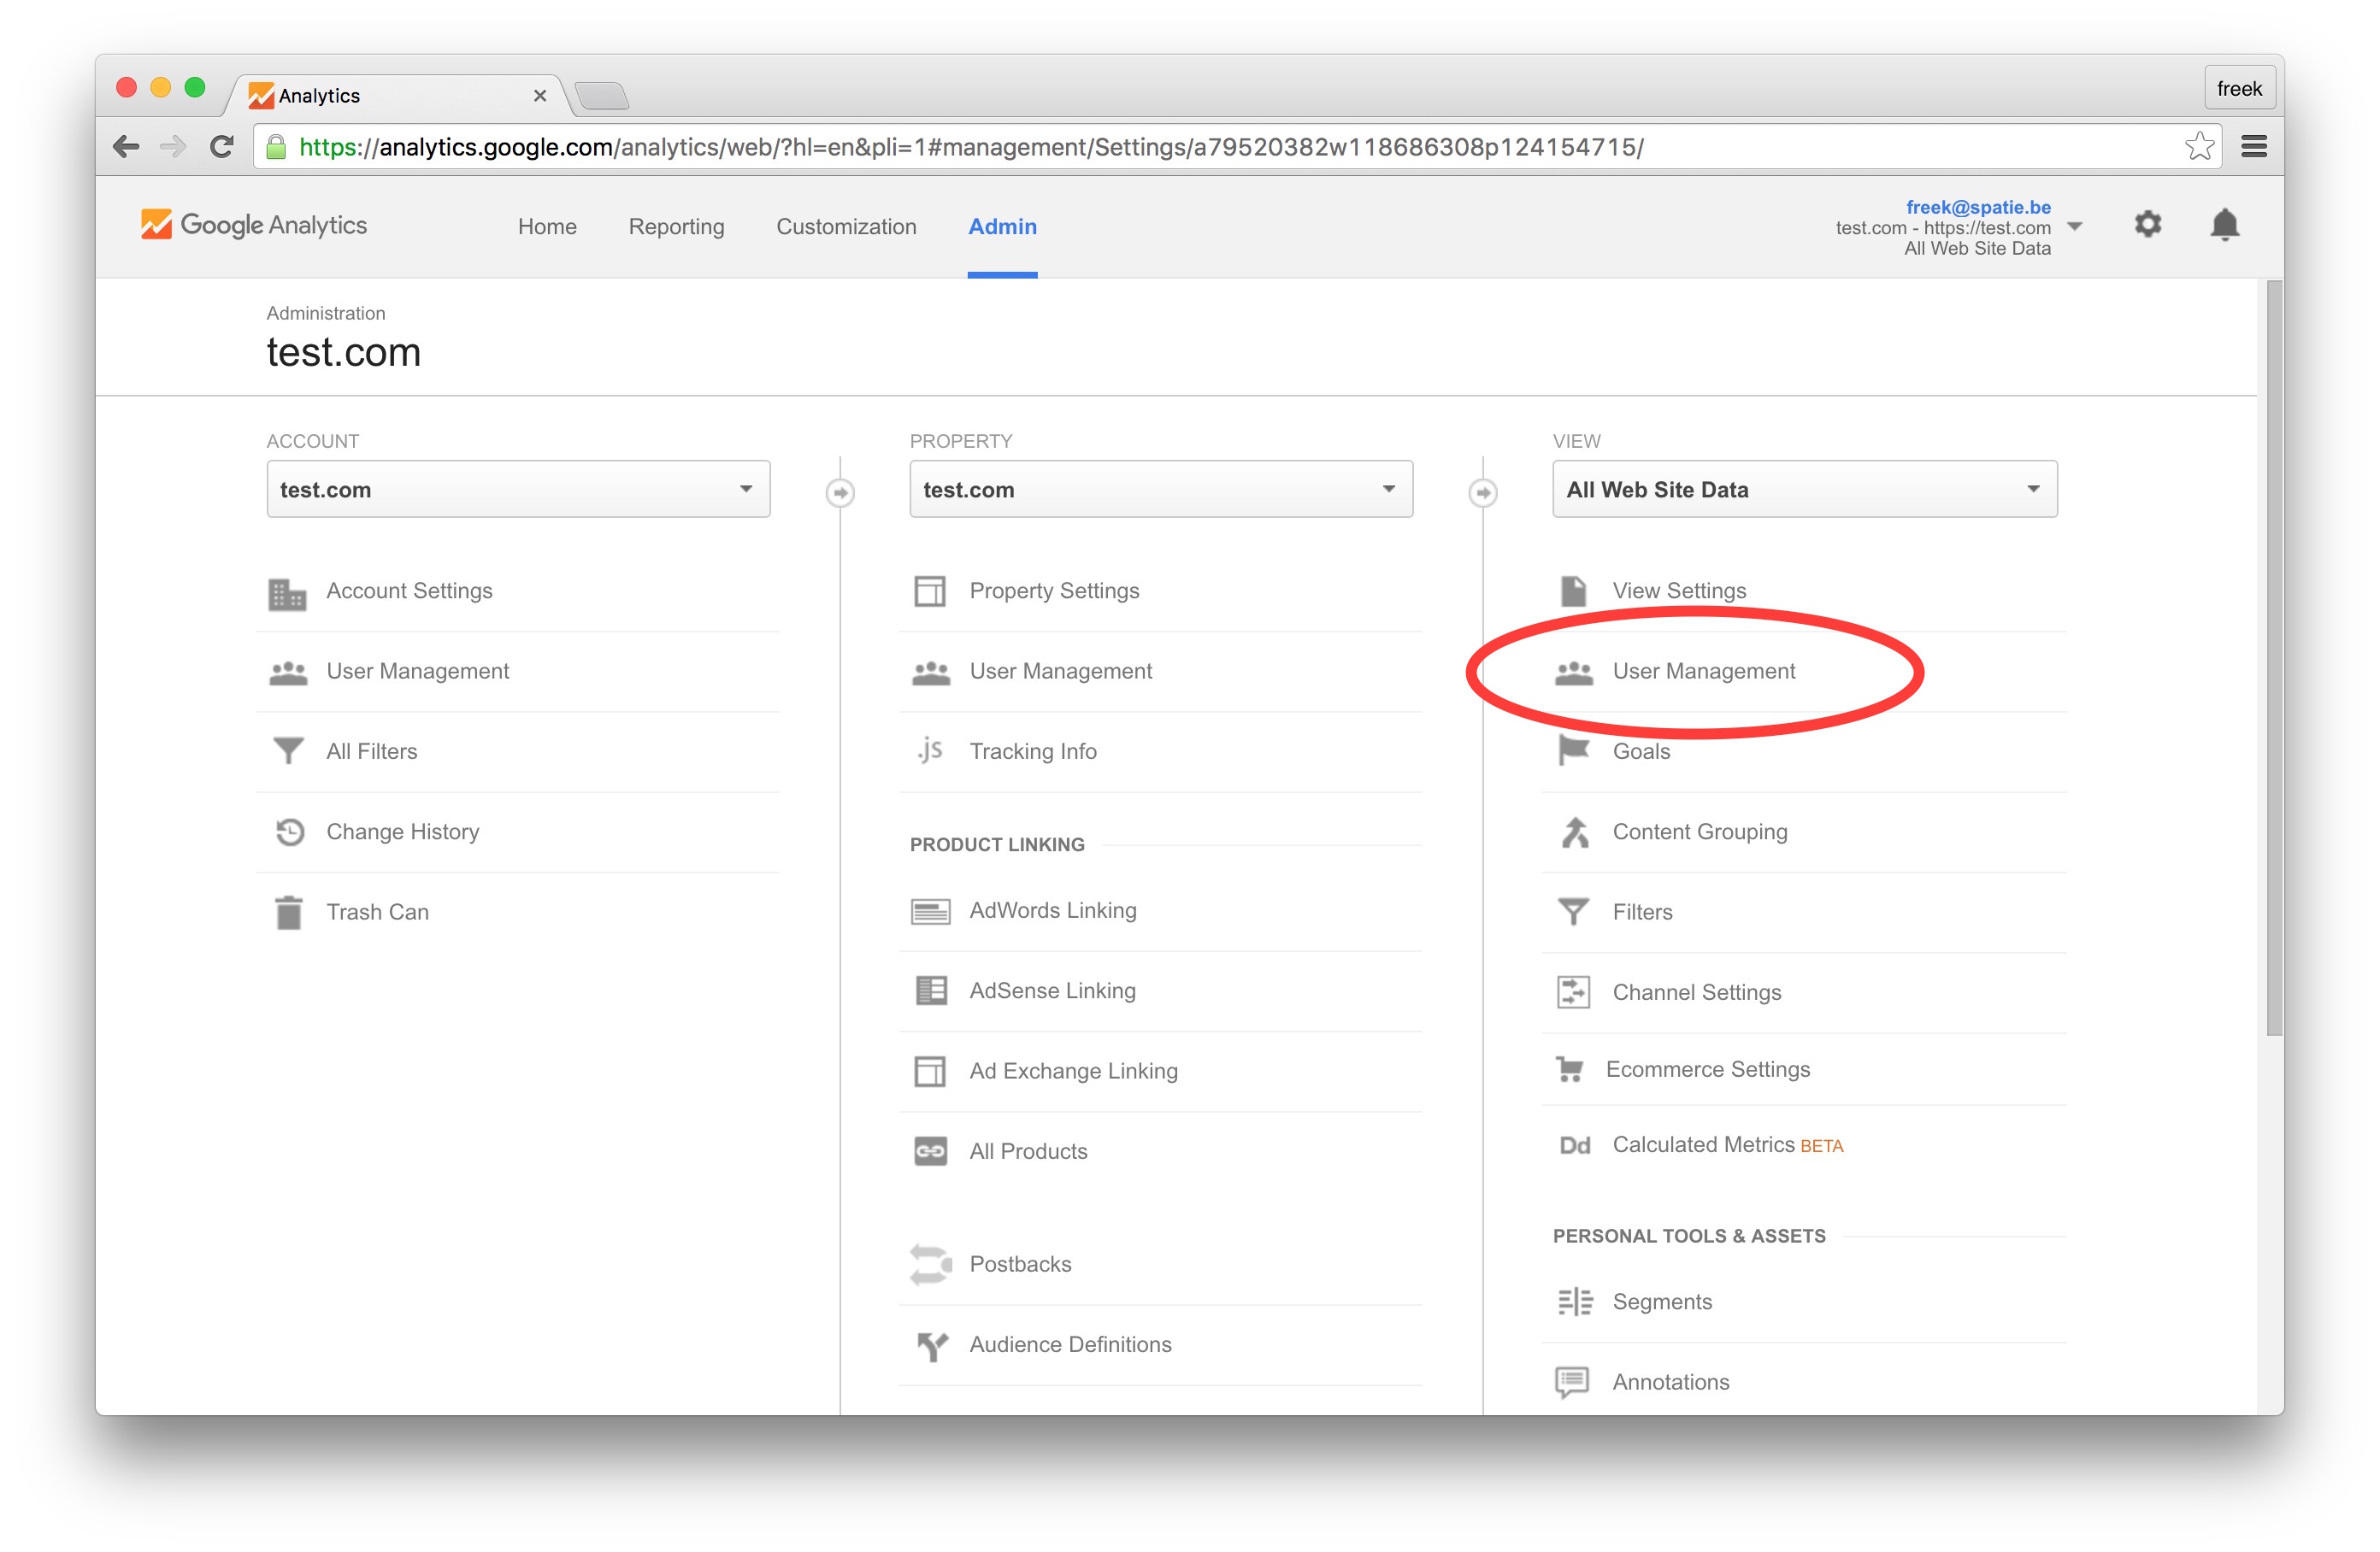 Analytics
freek
https://analytics.google.com/analytics/web/?hl=en&pli=1#management/Settings/a79520382w118686308p124154715/
Google Analytics
Home
Reporting
Customization
Admin
freek@spatie.be
test.com - https://test.com
All Web Site Data
Administration
test.com
ACCOUNT
test.com
Account Settings
User Management
All Filters
Change History
Trash Can
PROPERTY
test.com
Property Settings
User Management
.js Tracking Info
PRODUCT LINKING
AdWords Linking
AdSense Linking
Ad Exchange Linking
All Products
Postbacks
Audience Definitions
VIEW
All Web Site Data
View Settings
User Management
Goals
Content Grouping
Filters
Channel Settings
Ecommerce Settings
Dd Calculated Metrics BETA
PERSONAL TOOLS & ASSETS
Segments
Annotations